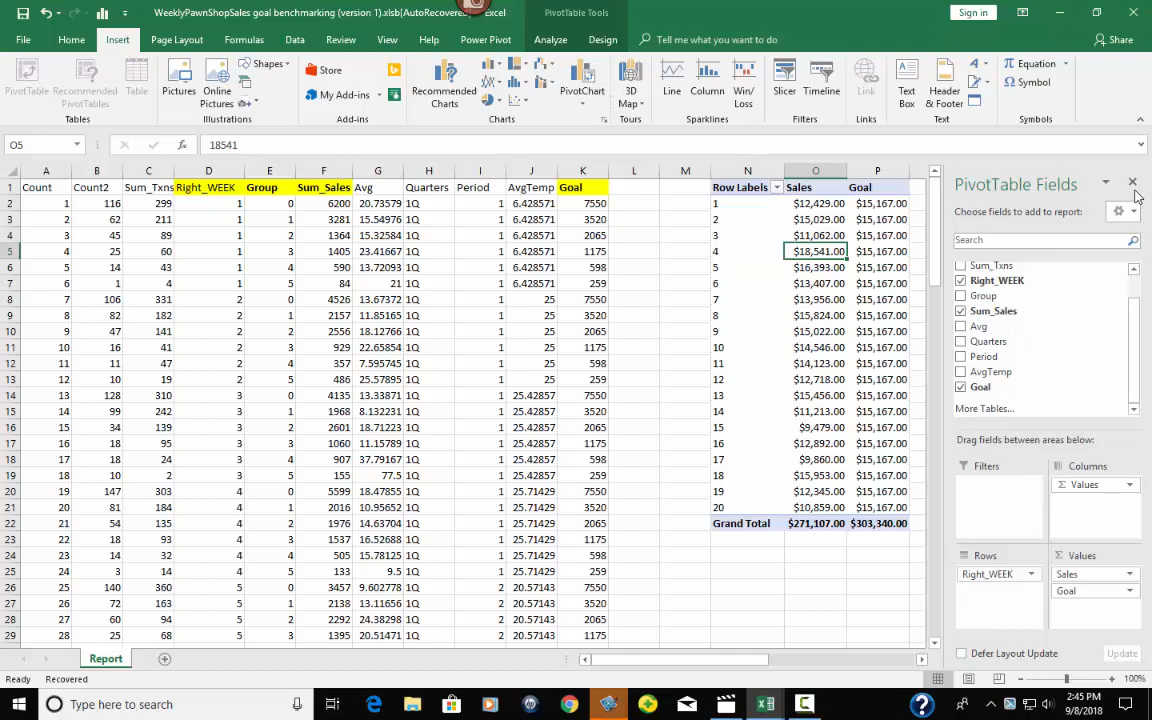 WeeklyPawnShopSales goal benchmarking (version 1).xlsb[AutoRecovered] - Excel PivotTable Tools Sign in
File Home Insert Page Layout Formulas Data Review View Help Power Pivot Analyze Design Tell me what you want to do Share
PivotTable Recommended PivotTables Table Pictures Online Pictures Shapes Store My Add-ins Recommended Charts PivotChart 3D Map Line Column Win/Loss Slicer Timeline Link Text Box Header & Footer Equation Symbol
Tables Illustrations Add-ins Charts Tours Sparklines Filters Links Text Symbols
O5 fx 18541
A B C D E F G H I J K L M N O P
1 Count Count2 Sum_Txns Right_WEEK Group Sum_Sales Avg Quarters Period AvgTemp Goal Row Labels Sales Goal
2 1 116 299 1 0 6200 20.73579 1Q 1 6.428571 7550 1 $12,429.00 $15,167.00
3 2 62 211 1 1 3281 15.54976 1Q 1 6.428571 3520 2 $15,029.00 $15,167.00
4 3 45 89 1 2 1364 15.32584 1Q 1 6.428571 2065 3 $11,062.00 $15,167.00
5 4 25 60 1 3 1405 23.41667 1Q 1 6.428571 1175 4 $18,541.00 $15,167.00
6 5 14 43 1 4 590 13.72093 1Q 1 6.428571 598 5 $16,393.00 $15,167.00
7 6 1 4 1 5 84 21 1Q 1 6.428571 259 6 $13,407.00 $15,167.00
8 7 106 331 2 0 4526 13.67372 1Q 1 25 7550 7 $13,956.00 $15,167.00
9 8 82 182 2 1 2157 11.85165 1Q 1 25 3520 8 $15,824.00 $15,167.00
10 9 47 141 2 2 2556 18.12766 1Q 1 25 2065 9 $15,022.00 $15,167.00
11 10 16 41 2 3 929 22.65854 1Q 1 25 1175 10 $14,546.00 $15,167.00
12 11 11 47 2 4 357 7.595745 1Q 1 25 598 11 $14,123.00 $15,167.00
13 12 10 19 2 5 486 25.57895 1Q 1 25 259 12 $12,718.00 $15,167.00
14 13 128 310 3 0 4135 13.33871 1Q 1 25.42857 7550 13 $15,456.00 $15,167.00
15 14 99 242 3 1 1968 8.132231 1Q 1 25.42857 3520 14 $11,213.00 $15,167.00
16 15 34 139 3 2 2601 18.71223 1Q 1 25.42857 2065 15 $9,479.00 $15,167.00
17 16 18 95 3 3 1060 11.15789 1Q 1 25.42857 1175 16 $12,892.00 $15,167.00
18 17 18 24 3 4 907 37.79167 1Q 1 25.42857 598 17 $9,860.00 $15,167.00
19 18 10 2 3 5 155 77.5 1Q 1 25.42857 259 18 $15,953.00 $15,167.00
20 19 147 303 4 0 5599 18.47855 1Q 1 25.71429 7550 19 $12,345.00 $15,167.00
21 20 81 184 4 1 2016 10.95652 1Q 1 25.71429 3520 20 $10,859.00 $15,167.00
22 21 54 135 4 2 1976 14.63704 1Q 1 25.71429 2065 Grand Total $271,107.00 $303,340.00
23 22 18 93 4 3 1537 16.52688 1Q 1 25.71429 1175
24 23 14 32 4 4 505 15.78125 1Q 1 25.71429 598
25 24 3 14 4 5 133 9.5 1Q 1 25.71429 259
26 25 140 360 5 0 3457 9.602778 1Q 2 20.57143 7550
27 26 72 163 5 1 2138 13.11656 1Q 2 20.57143 3520
28 27 60 94 5 2 2292 24.38298 1Q 2 20.57143 2065
29 28 25 68 5 3 1395 20.51471 1Q 2 20.57143 1175
PivotTable Fields
Choose fields to add to report:
Search
Sum_Txns
Right_WEEK
Group
Sum_Sales
Avg
Quarters
Period
AvgTemp
Goal
More Tables...
Drag fields between areas below:
Filters Columns
Σ Values
Rows Σ Values
Right_WEEK Sales
Goal
Defer Layout Update Update
Report
Ready Recovered 100%
Type here to search 2:45 PM
9/8/2018